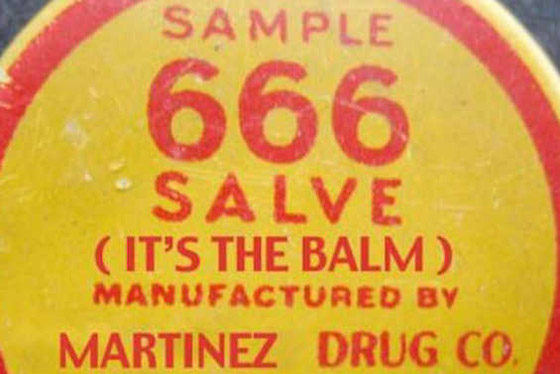 SAMPLE
666
SALVE
( IT'S THE BALM )
MANUFACTURED BY
MARTINEZ DRUG CO.